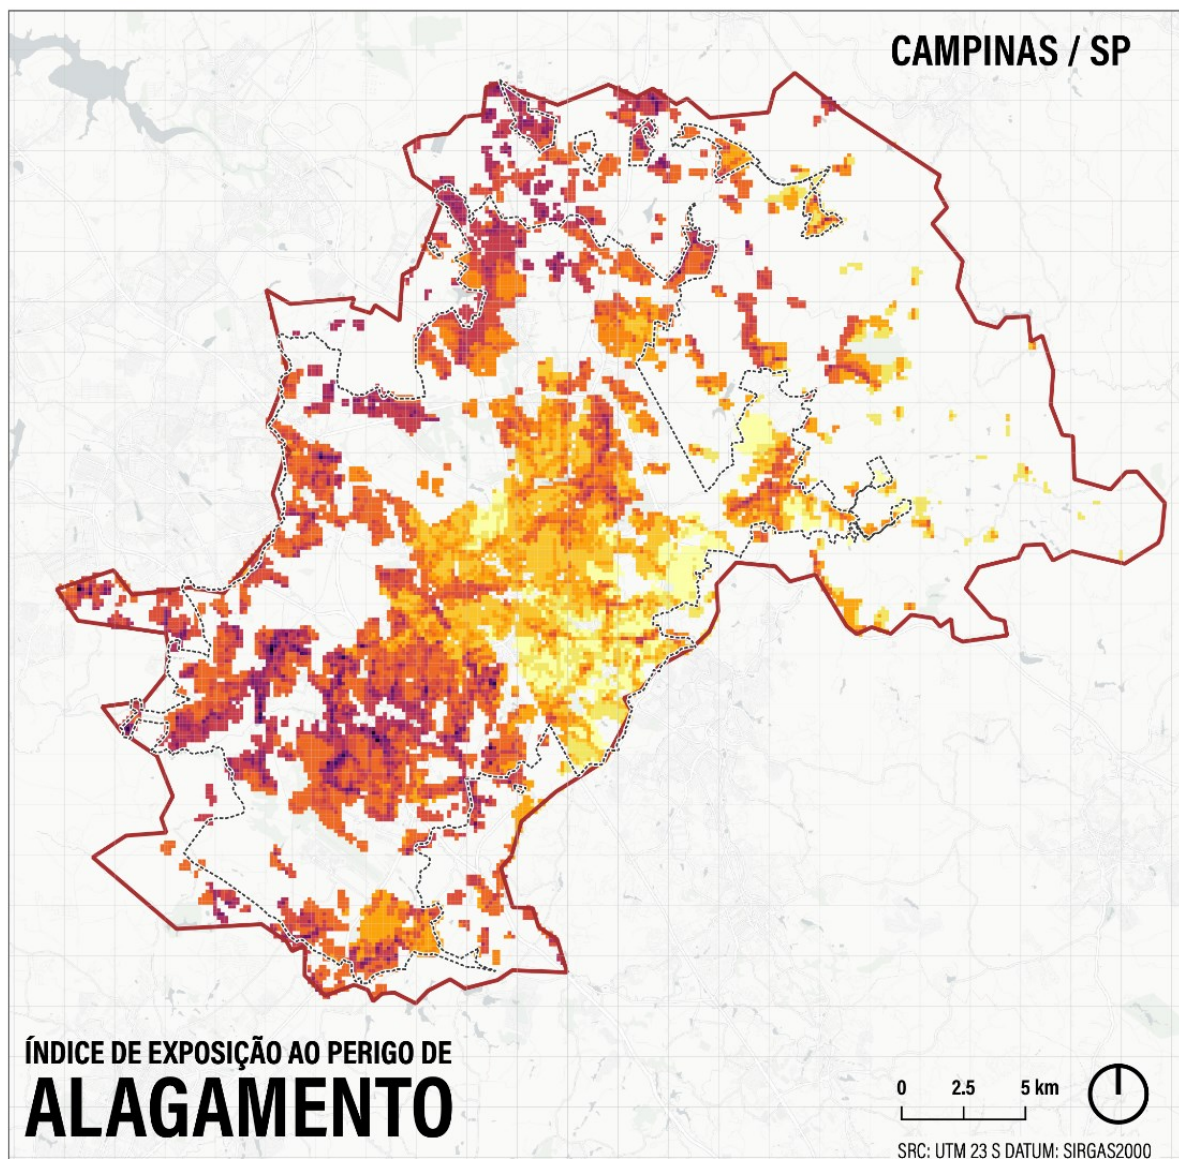 CAMPINAS / SP
ÍNDICE DE EXPOSIÇÃO AO PERIGO DE
ALAGAMENTO
0 2.5 5 km
SRC: UTM 23 S DATUM: SIRGAS2000